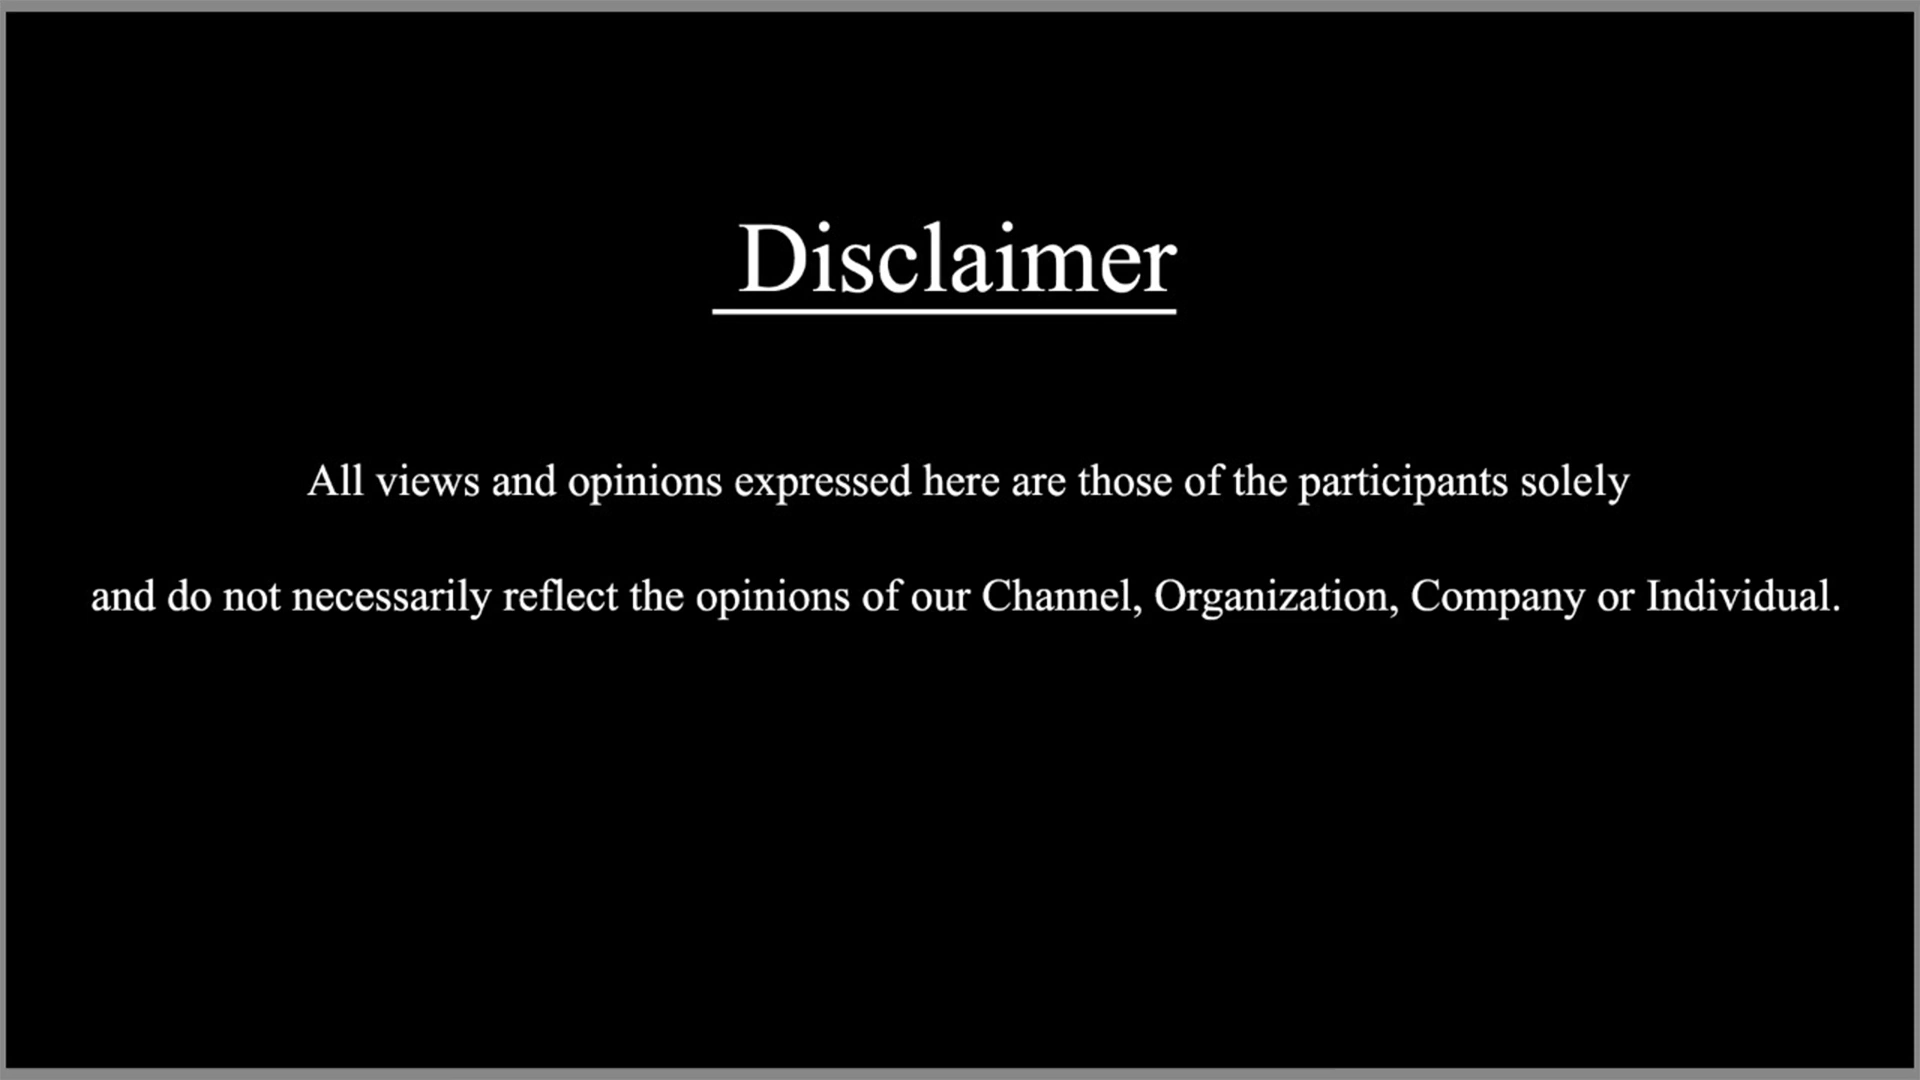 Disclaimer
All views and opinions expressed here are those of the participants solely
and do not necessarily reflect the opinions of our Channel, Organization, Company or Individual.